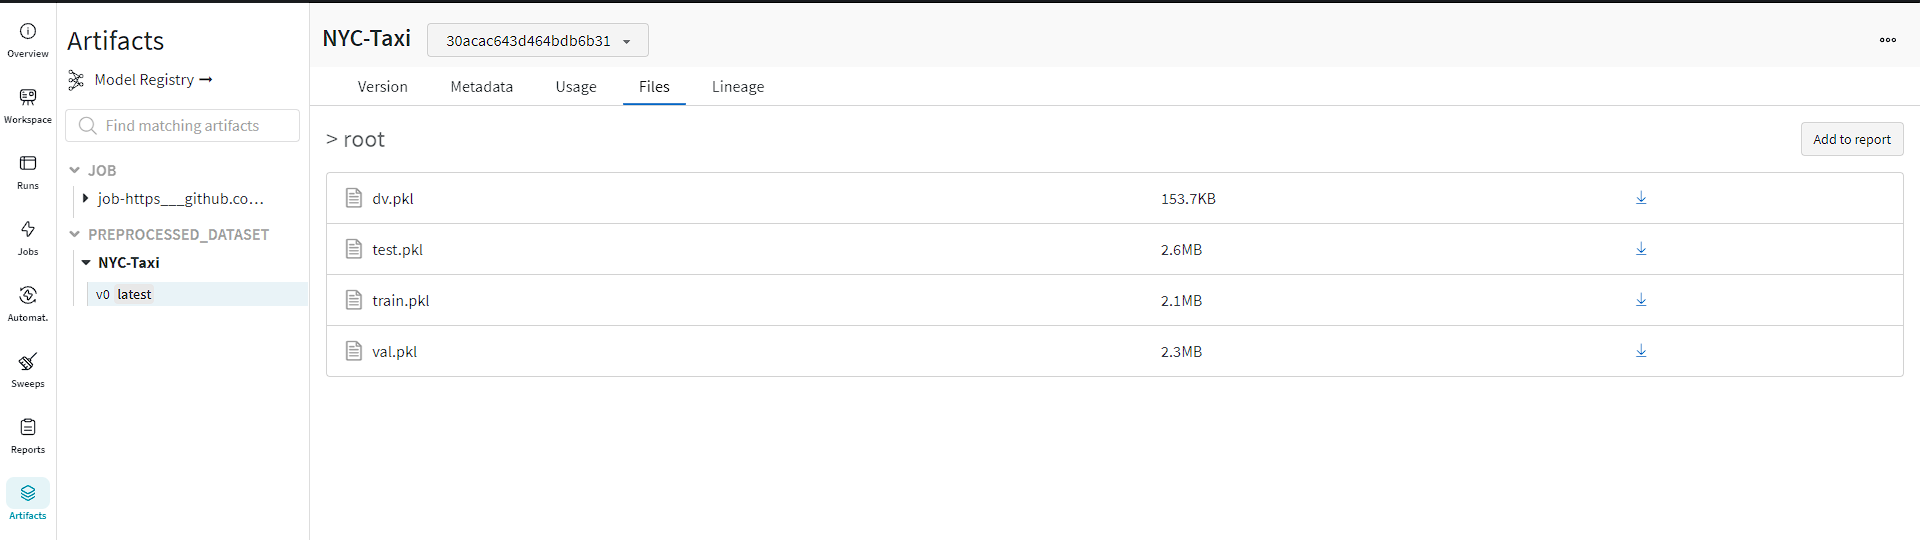 Overview
Workspace
Runs
Jobs
Automat.
Sweeps
Reports
Artifacts
Artifacts
Model Registry →
Find matching artifacts
JOB
job-https___github.co...
PREPROCESSED_DATASET
NYC-Taxi
v0 latest
NYC-Taxi 30acac643d464bdb6b31
Version Metadata Usage Files Lineage
> root
Add to report
dv.pkl 153.7KB
test.pkl 2.6MB
train.pkl 2.1MB
val.pkl 2.3MB